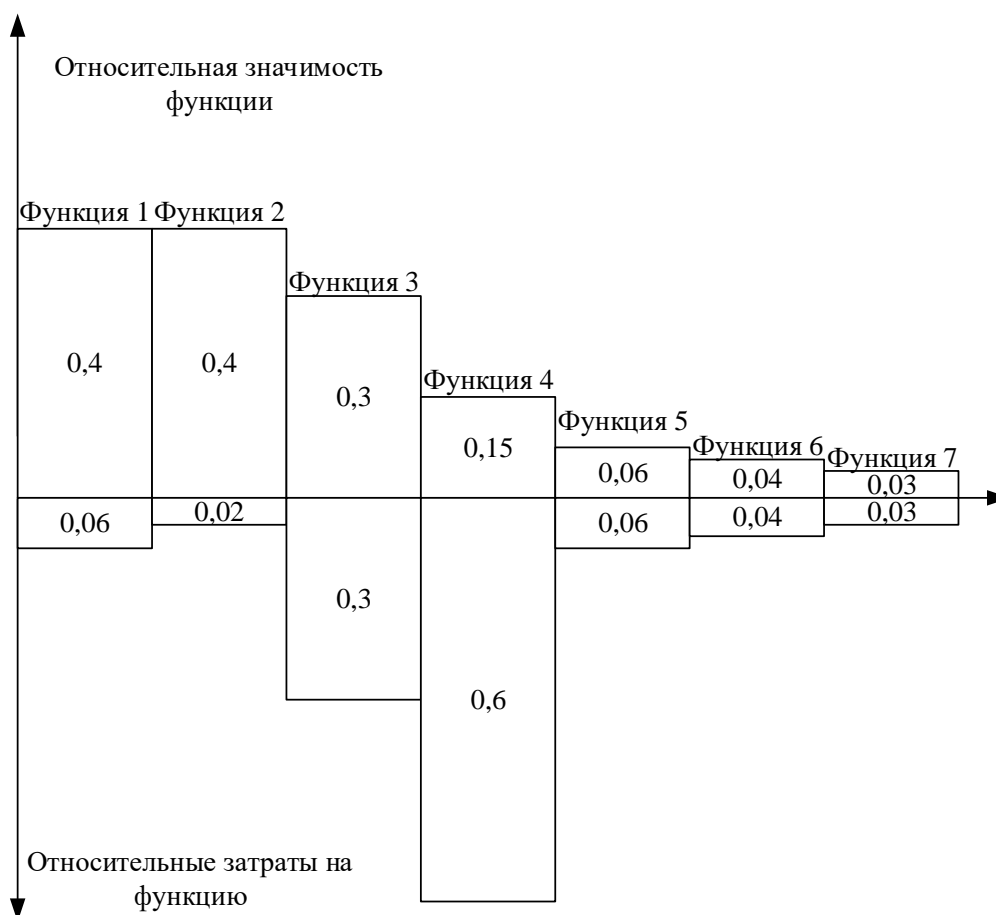 Относительная значимость
функции
Функция 1
Функция 2
Функция 3
0,4
0,4
0,3
Функция 4
0,15
Функция 5
0,06
Функция 6
0,04
Функция 7
0,03
0,06
0,02
0,3
0,6
0,06
0,04
0,03
Относительные затраты на
функцию